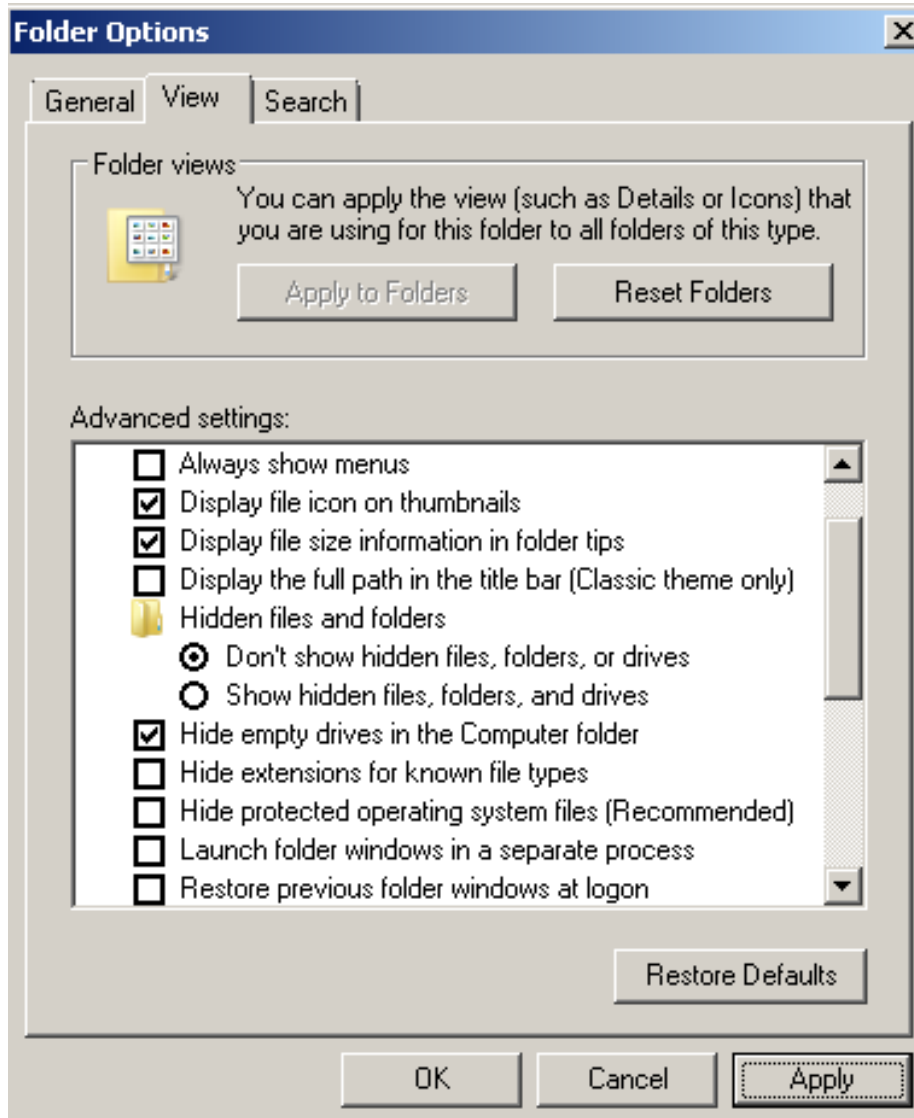 Folder Options
General
View
Search
Folder views
You can apply the view (such as Details or Icons) that
you are using for this folder to all folders of this type.
Apply to Folders
Reset Folders
Advanced settings:
Always show menus
Display file icon on thumbnails
Display file size information in folder tips
Display the full path in the title bar (Classic theme only)
Hidden files and folders
Don't show hidden files, folders, or drives
Show hidden files, folders, and drives
Hide empty drives in the Computer folder
Hide extensions for known file types
Hide protected operating system files (Recommended)
Launch folder windows in a separate process
Restore previous folder windows at logon
Restore Defaults
OK
Cancel
Apply